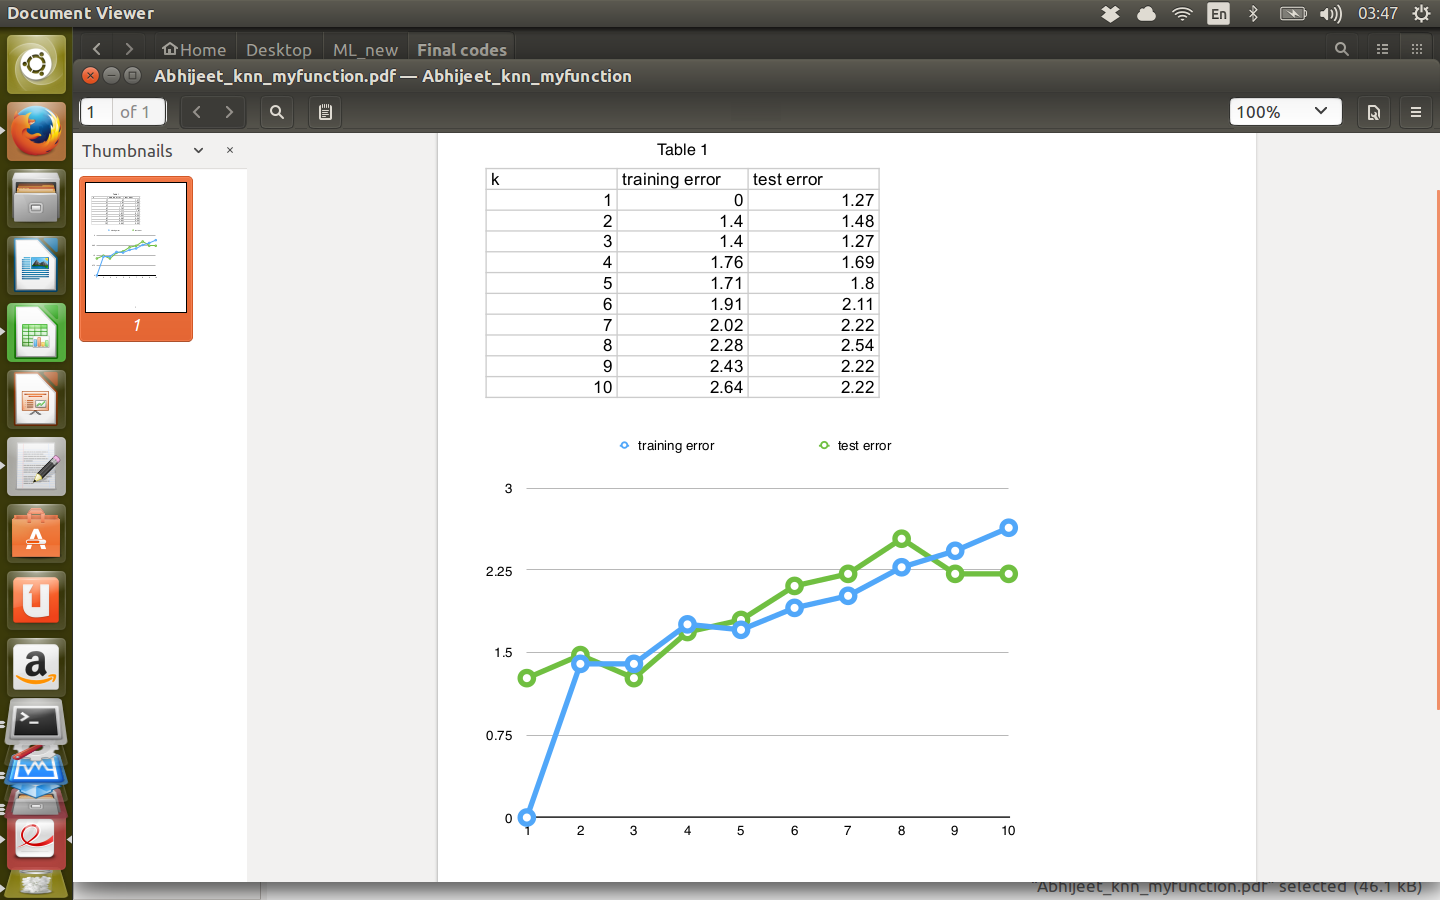 Document Viewer
En
03:47
Home Desktop ML_new Final codes
Abhijeet_knn_myfunction.pdf — Abhijeet_knn_myfunction
1 of 1
100%
Thumbnails
1
Table 1
k training error test error
1 0 1.27
2 1.4 1.48
3 1.4 1.27
4 1.76 1.69
5 1.71 1.8
6 1.91 2.11
7 2.02 2.22
8 2.28 2.54
9 2.43 2.22
10 2.64 2.22
training error test error
3
2.25
1.5
0.75
0
1 2 3 4 5 6 7 8 9 10
"Abhijeet_knn_myfunction.pdf" selected (46.1 kB)